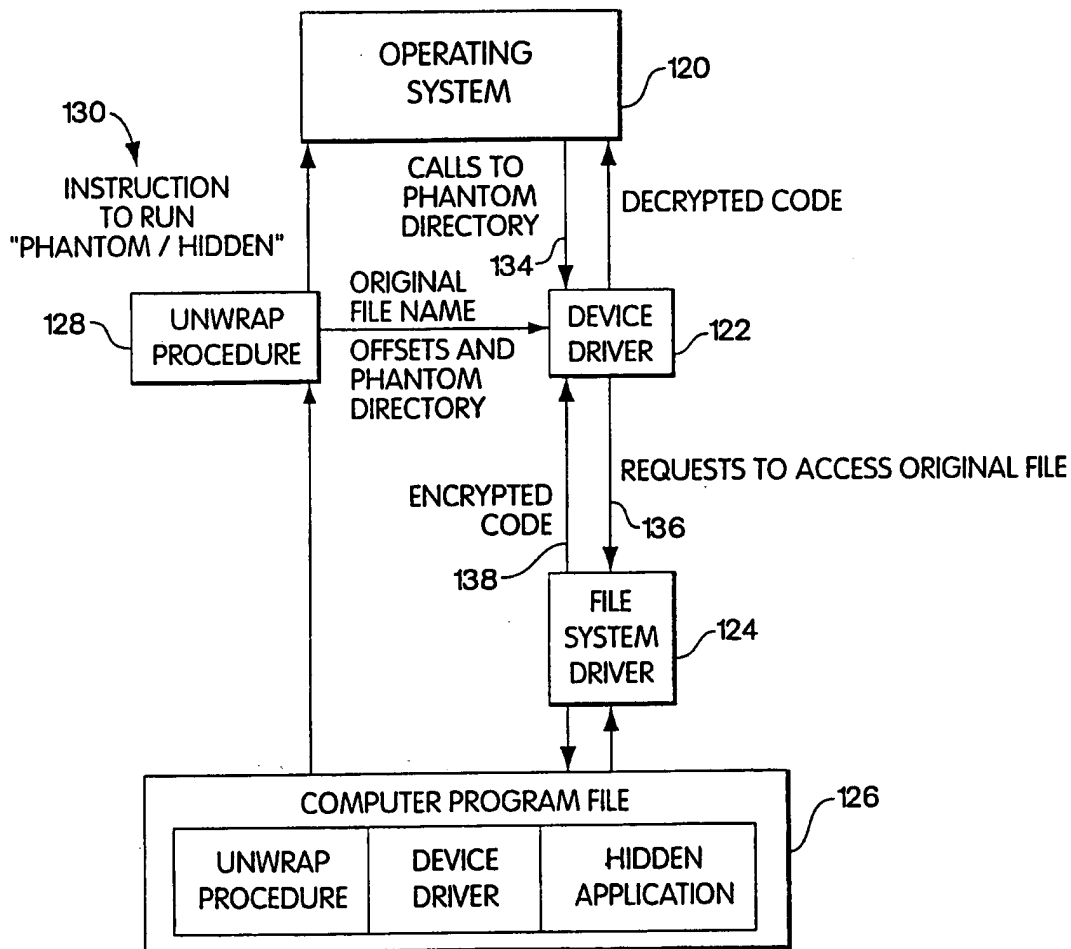 OPERATING
SYSTEM
120
130
INSTRUCTION
TO RUN
"PHANTOM / HIDDEN"
CALLS TO
PHANTOM
DIRECTORY
134
DECRYPTED CODE
128
UNWRAP
PROCEDURE
ORIGINAL
FILE NAME
OFFSETS AND
PHANTOM
DIRECTORY
DEVICE
DRIVER
122
REQUESTS TO ACCESS ORIGINAL FILE
136
ENCRYPTED
CODE
138
FILE
SYSTEM
DRIVER
124
COMPUTER PROGRAM FILE
126
UNWRAP
PROCEDURE
DEVICE
DRIVER
HIDDEN
APPLICATION